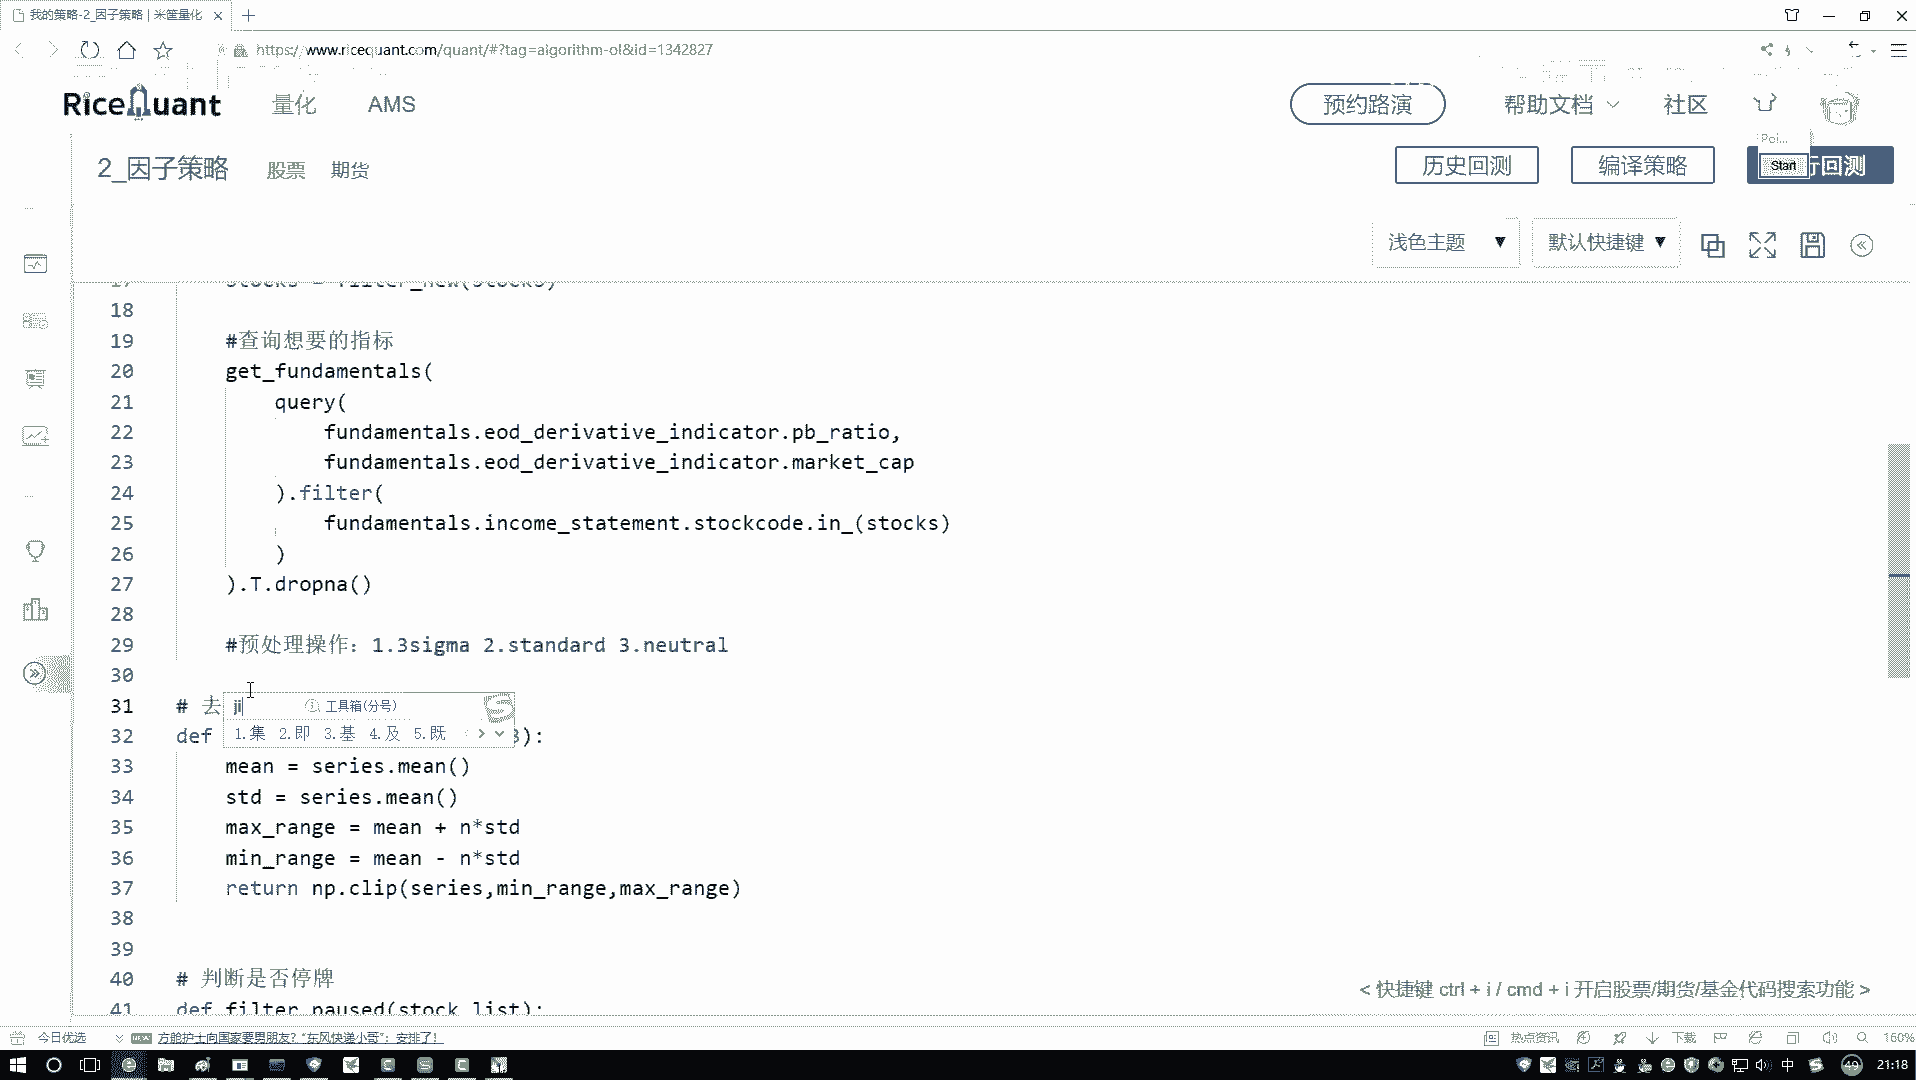 我的策略-2_因子策略 | 米筐量化
https://www.ricequant.com/quant/#?tag=algorithm-ol&id=1342827
RiceQuant 量化 AMS 预约路演 帮助文档 社区
Poi...
2_因子策略 股票 期货 历史回测 编译策略 Start 行回测
浅色主题 ▼ 默认快捷键 ▼
17 stocks = filter_new(stocks)
18
19 #查询想要的指标
20 get_fundamentals(
21 query(
22 fundamentals.eod_derivative_indicator.pb_ratio,
23 fundamentals.eod_derivative_indicator.market_cap
24 ).filter(
25 fundamentals.income_statement.stockcode.in_(stocks)
26 )
27 ).T.dropna()
28
29 #预处理操作：1.3sigma 2.standard 3.neutral
30
31 # 去 ji 工具箱(分号)
1.集 2.即 3.基 4.及 5.既
32 def 3):
33 mean = series.mean()
34 std = series.mean()
35 max_range = mean + n*std
36 min_range = mean - n*std
37 return np.clip(series,min_range,max_range)
38
39
40 # 判断是否停牌
41 def filter_paused(stock_list):
< 快捷键 ctrl + i / cmd + i 开启股票/期货/基金代码搜索功能 >
今日优选 NEW 方舱护士向国家要男朋友？“东风快递小哥”：安排了！ 热点资讯 下载 160%
中 49 21:18